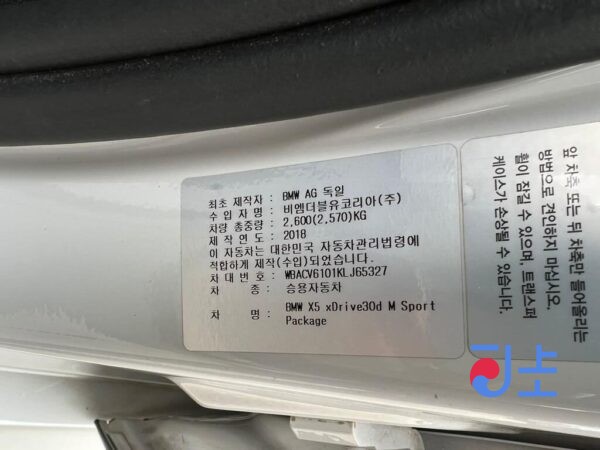 최초 제작자 : BMW AG 독일
수 입 자 명 : 비엠더블유코리아(주)
차량 총중량 : 2,600(2,570)KG
제 작 연 도 : 2018
이 자동차는 대한민국 자동차관리법령에
적합하게 제작(수입)되었습니다.
차 대 번 호 : WBACV6101KLJ65327
차 종 : 승용자동차
차 명 : BMW X5 xDrive30d M Sport
Package
앞 차축 또는 뒤 차축만 들어올리는
방법으로 견인하지 마십시오.
휠이 잠길 수 있으며, 트랜스퍼
케이스가 손상될 수 있습니다.